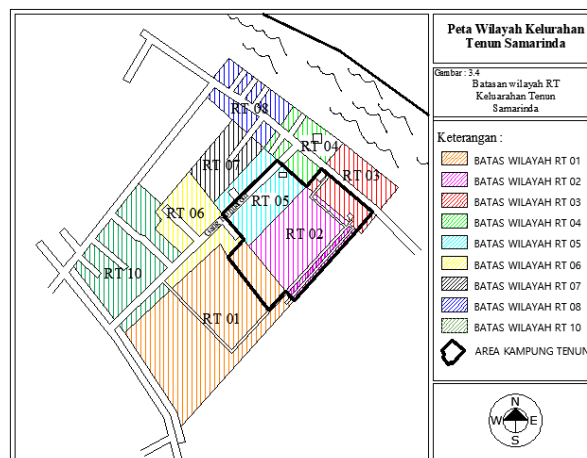 Peta Wilayah Kelurahan
Tenun Samarinda
Gambar : 3.4
Batasan wilayah RT
Keluarahan Tenun
Samarinda
Keterangan :
BATAS WILAYAH RT 01
BATAS WILAYAH RT 02
BATAS WILAYAH RT 03
BATAS WILAYAH RT 04
BATAS WILAYAH RT 05
BATAS WILAYAH RT 06
BATAS WILAYAH RT 07
BATAS WILAYAH RT 08
BATAS WILAYAH RT 10
AREA KAMPUNG TENUN
N
W E
S
RT 08
RT 04
RT 07
RT 03
RT 05
RT 06
RT 02
RT 10
RT 01